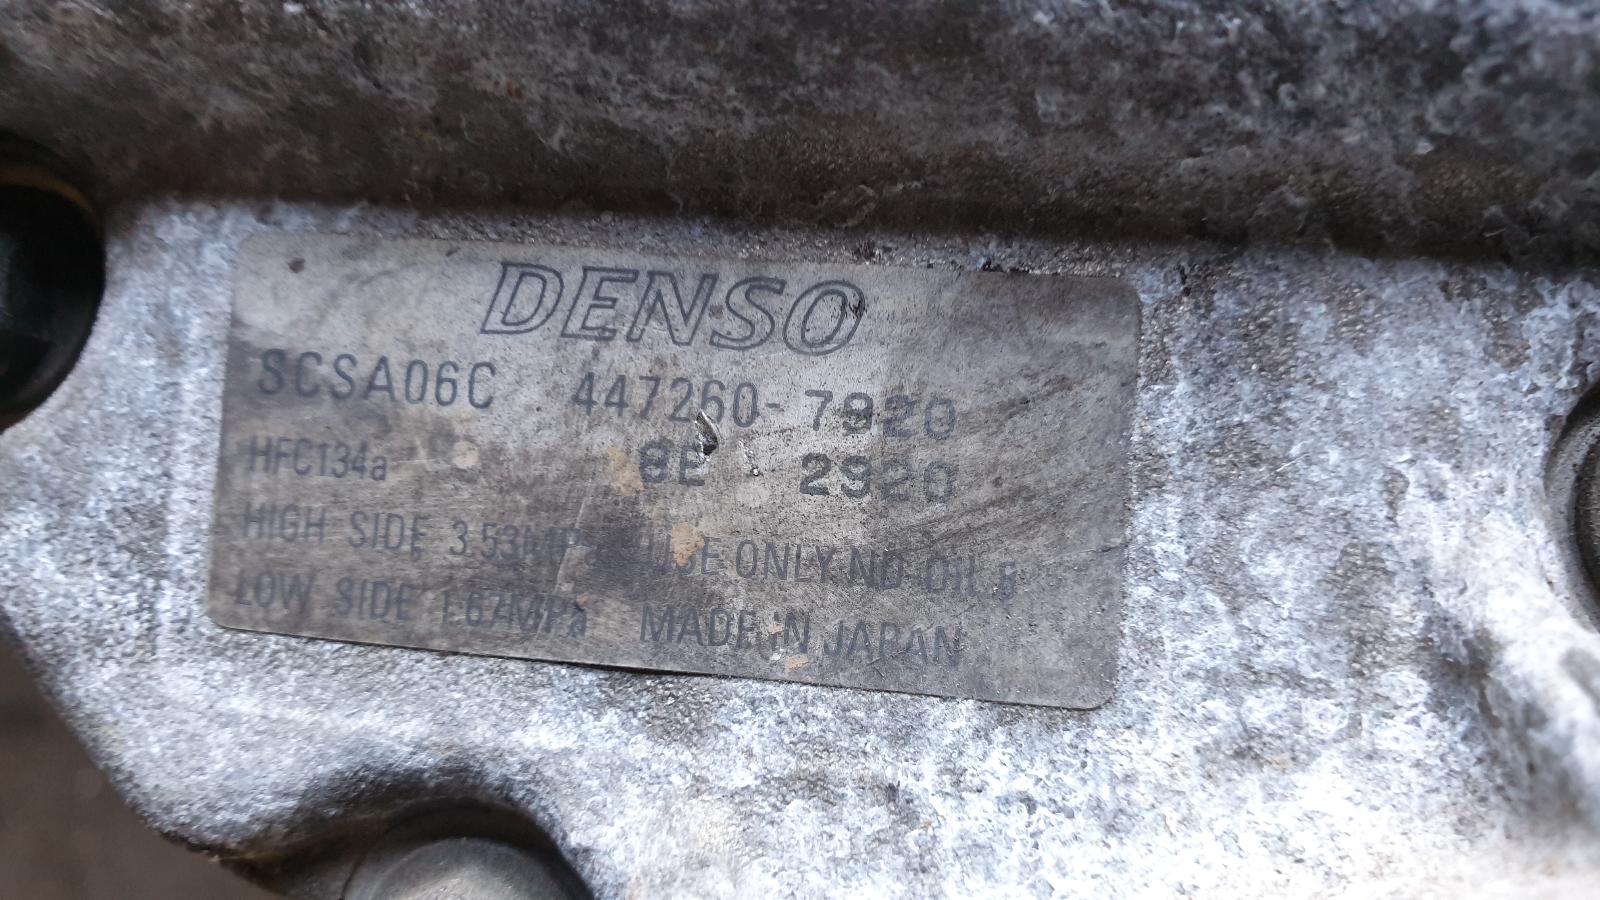 DENSO
SCSA06C 447260-7920
HFC134a 8E 2920
HIGH SIDE 3.53MPa USE ONLY ND-OIL 8
LOW SIDE 1.67MPa MADE IN JAPAN